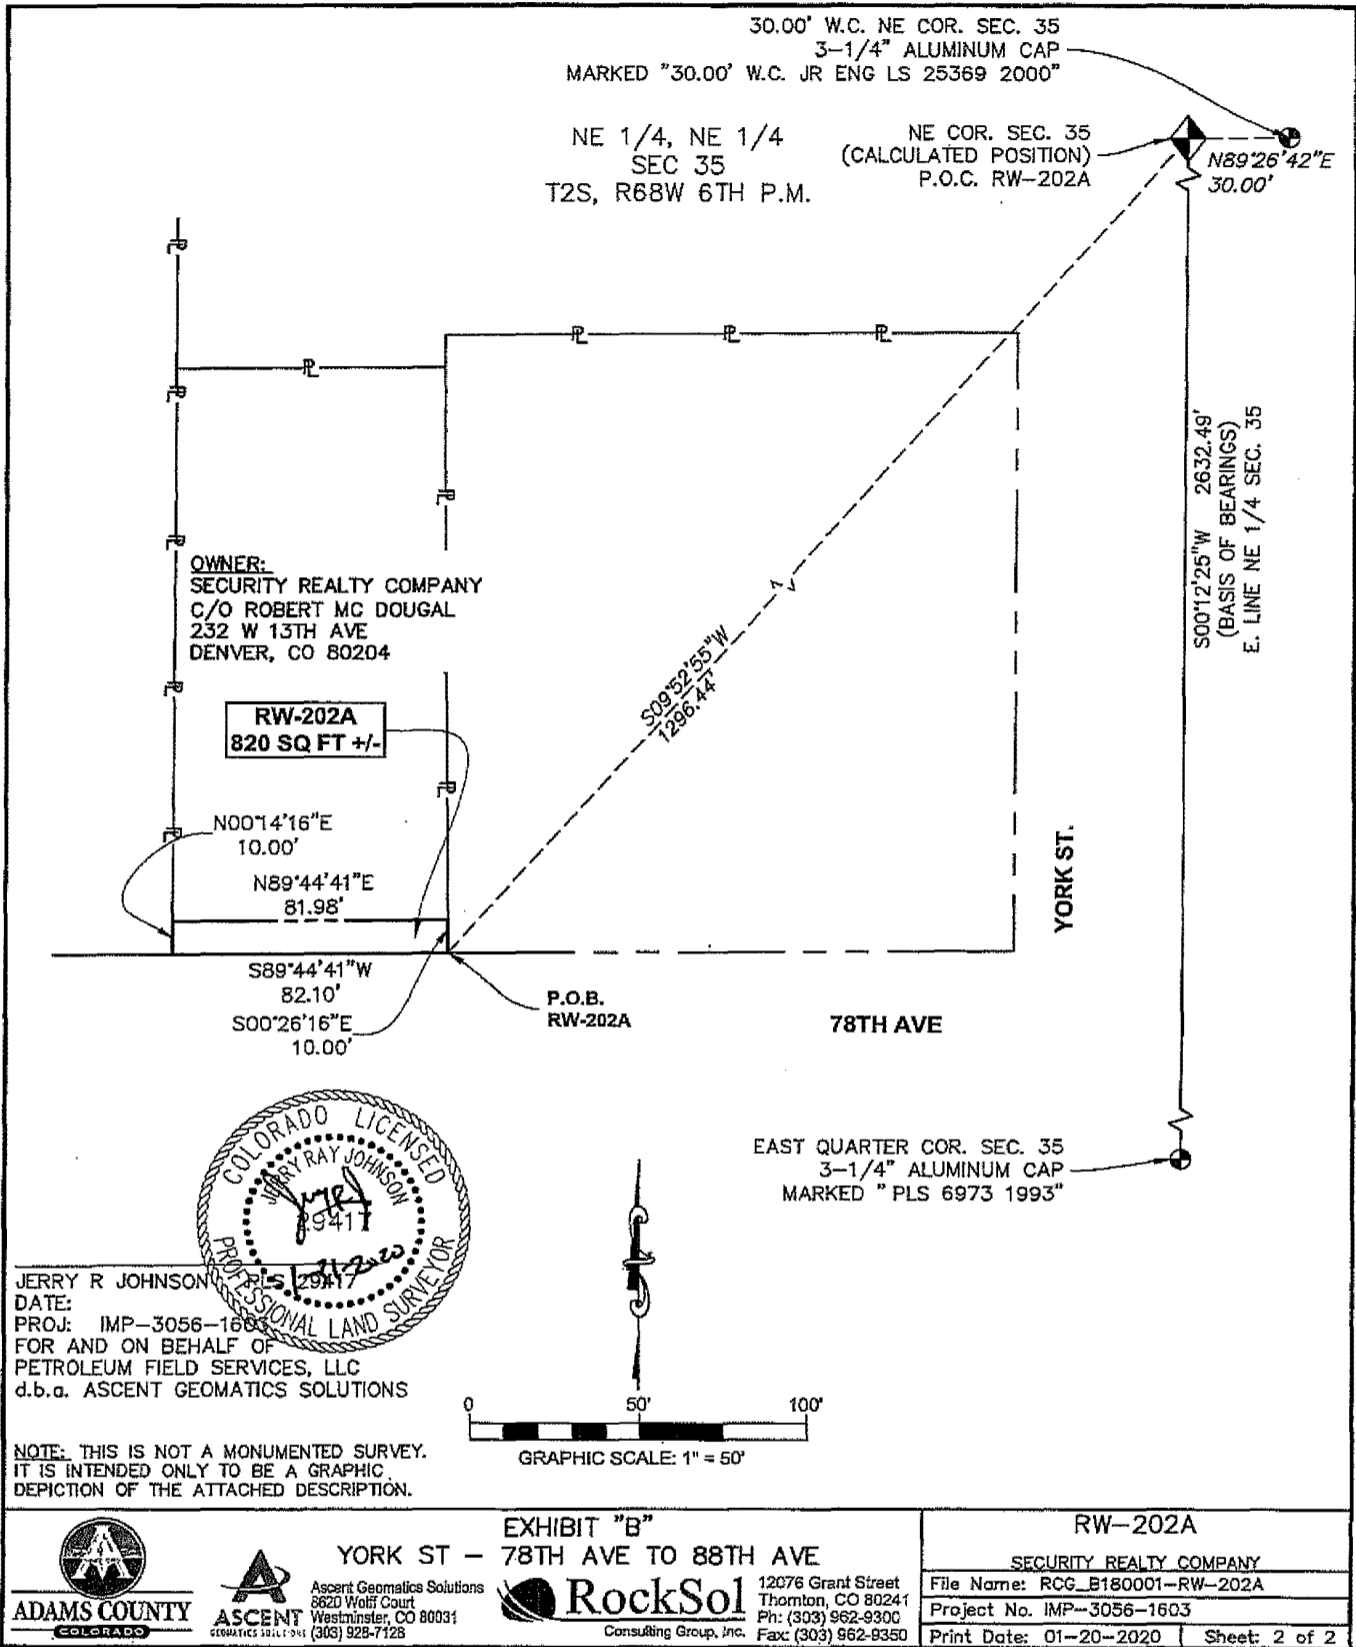 30.00' W.C. NE COR. SEC. 35
3-1/4" ALUMINUM CAP
MARKED "30.00' W.C. JR ENG LS 25369 2000"
NE 1/4, NE 1/4
SEC 35
T2S, R68W 6TH P.M.
NE COR. SEC. 35
(CALCULATED POSITION)
P.O.C. RW-202A
N89°26'42"E
30.00'
S00°12'25"W 2632.49'
(BASIS OF BEARINGS)
E. LINE NE 1/4 SEC. 35
OWNER:
SECURITY REALTY COMPANY
C/O ROBERT MC DOUGAL
232 W 13TH AVE
DENVER, CO 80204
S09°52'55"W
1296.44'
RW-202A
820 SQ FT +/-
N00°14'16"E
10.00'
N89°44'41"E
81.98'
YORK ST.
S89°44'41"W
82.10'
S00°26'16"E
10.00'
P.O.B.
RW-202A
78TH AVE
EAST QUARTER COR. SEC. 35
3-1/4" ALUMINUM CAP
MARKED " PLS 6973 1993"
COLORADO LICENSED
JERRY RAY JOHNSON
29417
1-21-2020
PROFESSIONAL LAND SURVEYOR
JERRY R JOHNSON PLS 29417
DATE:
PROJ: IMP-3056-1603
FOR AND ON BEHALF OF
PETROLEUM FIELD SERVICES, LLC
d.b.a. ASCENT GEOMATICS SOLUTIONS
0 50' 100'
GRAPHIC SCALE: 1" = 50'
NOTE: THIS IS NOT A MONUMENTED SURVEY.
IT IS INTENDED ONLY TO BE A GRAPHIC
DEPICTION OF THE ATTACHED DESCRIPTION.
EXHIBIT "B"
YORK ST - 78TH AVE TO 88TH AVE
ADAMS COUNTY
COLORADO
ASCENT
GEOMATICS SOLUTIONS
Ascent Geomatics Solutions
8620 Wolff Court
Westminster, CO 80031
(303) 928-7128
RockSol
Consulting Group, Inc.
12076 Grant Street
Thornton, CO 80241
Ph: (303) 962-9300
Fax: (303) 962-9350
RW-202A
SECURITY REALTY COMPANY
File Name: RCG_B180001-RW-202A
Project No. IMP-3056-1603
Print Date: 01-20-2020
Sheet: 2 of 2